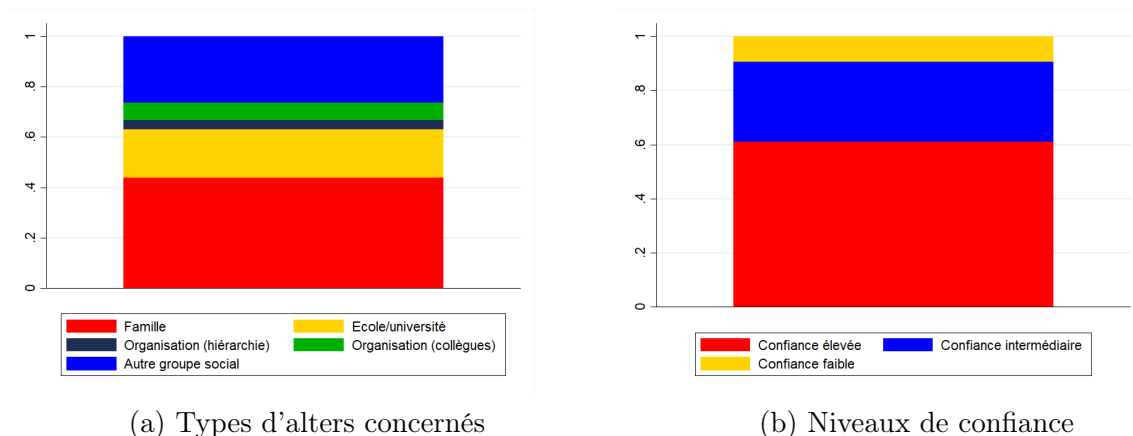 1
.8
.6
.4
.2
0
Famille
Ecole/université
Organisation (hiérarchie)
Organisation (collègues)
Autre groupe social
(a) Types d'alters concernés
1
.8
.6
.4
.2
0
Confiance élevée
Confiance intermédiaire
Confiance faible
(b) Niveaux de confiance